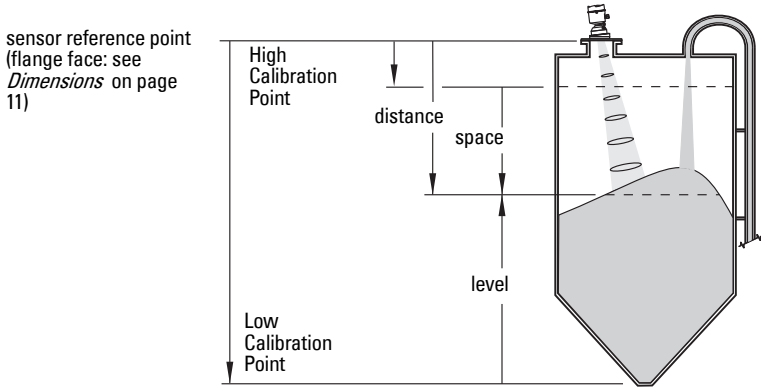 sensor reference point
(flange face: see
Dimensions on page
11)
High
Calibration
Point
distance
space
level
Low
Calibration
Point